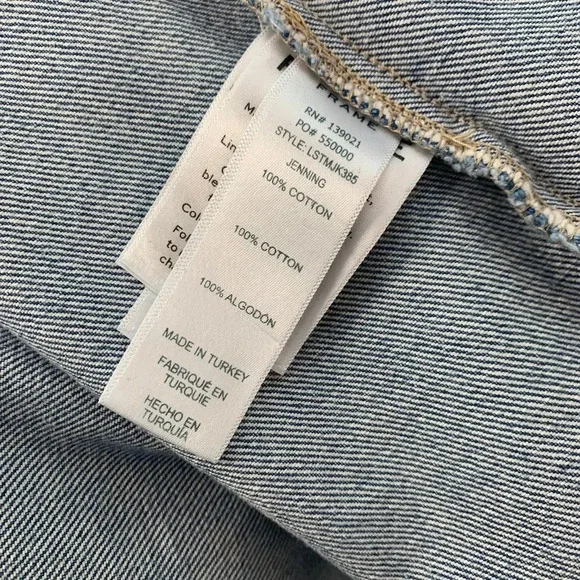 FRAME
RN# 139021
PO# 550000
STYLE: LSTMJK385
JENNING
100% COTTON
100% COTTON
100% ALGODÓN
MADE IN TURKEY
FABRIQUÉ EN
TURQUIE
HECHO EN
TURQUÍA